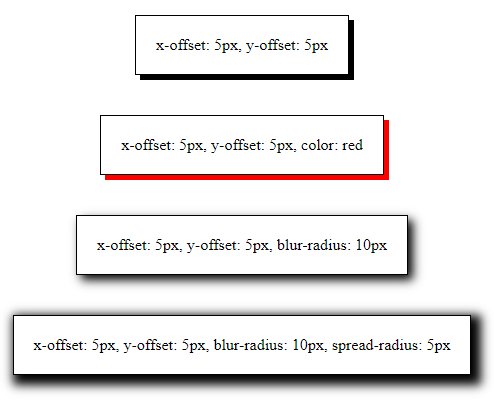 x-offset: 5px, y-offset: 5px
x-offset: 5px, y-offset: 5px, color: red
x-offset: 5px, y-offset: 5px, blur-radius: 10px
x-offset: 5px, y-offset: 5px, blur-radius: 10px, spread-radius: 5px